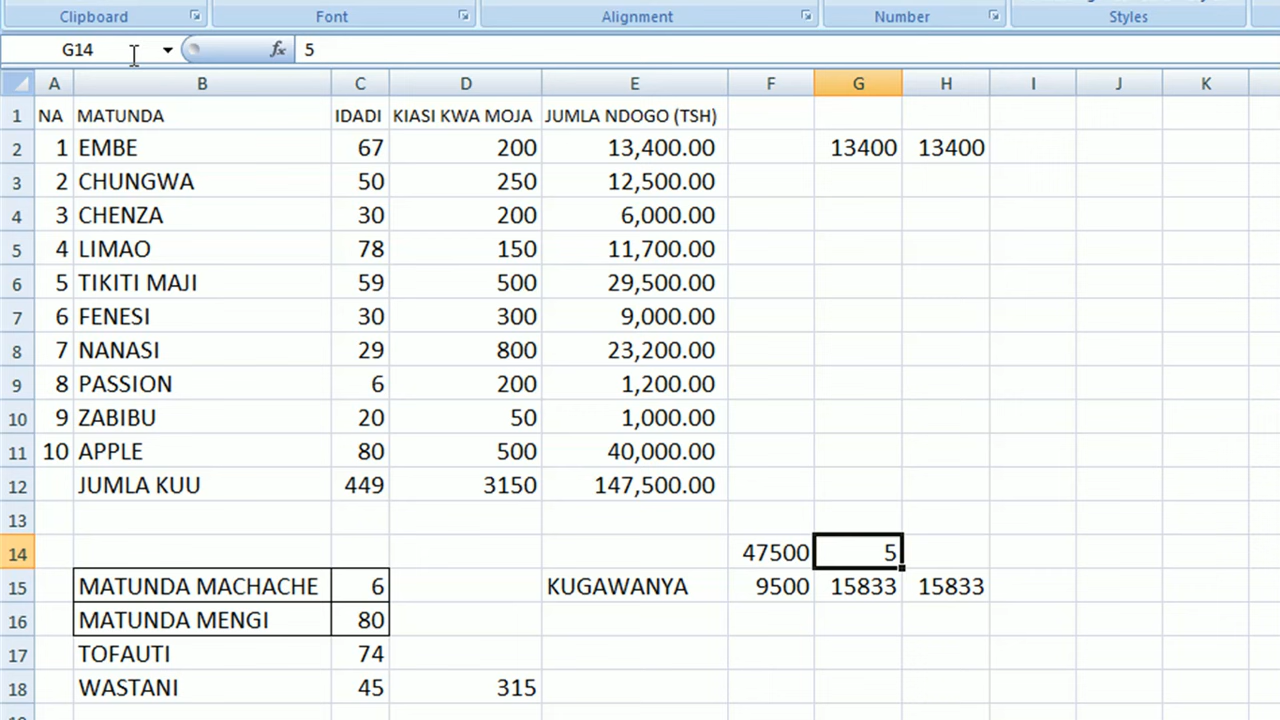 Clipboard Font Alignment Number Styles
G14 fx 5
A B C D E F G H I J K
1 NA MATUNDA IDADI KIASI KWA MOJA JUMLA NDOGO (TSH)
2 1 EMBE 67 200 13,400.00 13400 13400
3 2 CHUNGWA 50 250 12,500.00
4 3 CHENZA 30 200 6,000.00
5 4 LIMAO 78 150 11,700.00
6 5 TIKITI MAJI 59 500 29,500.00
7 6 FENESI 30 300 9,000.00
8 7 NANASI 29 800 23,200.00
9 8 PASSION 6 200 1,200.00
10 9 ZABIBU 20 50 1,000.00
11 10 APPLE 80 500 40,000.00
12 JUMLA KUU 449 3150 147,500.00
13
14 47500 5
15 MATUNDA MACHACHE 6 KUGAWANYA 9500 15833 15833
16 MATUNDA MENGI 80
17 TOFAUTI 74
18 WASTANI 45 315